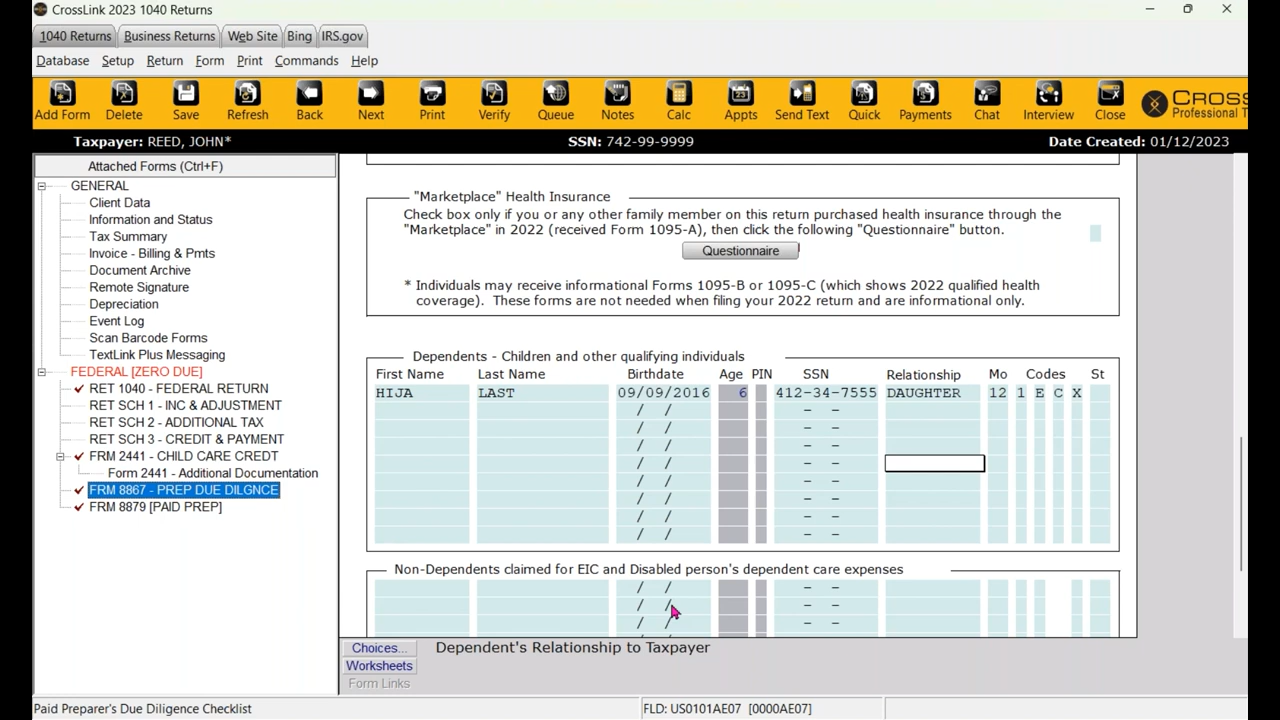 CrossLink 2023 1040 Returns
1040 Returns Business Returns Web Site Bing IRS.gov
Database Setup Return Form Print Commands Help
Add Form Delete Save Refresh Back Next Print Verify Queue Notes Calc Appts Send Text Quick Payments Chat Interview Close
CROSS
Professional T
Taxpayer: REED, JOHN* SSN: 742-99-9999 Date Created: 01/12/2023
Attached Forms (Ctrl+F)
GENERAL
Client Data
Information and Status
Tax Summary
Invoice - Billing & Pmts
Document Archive
Remote Signature
Depreciation
Event Log
Scan Barcode Forms
TextLink Plus Messaging
FEDERAL [ZERO DUE]
RET 1040 - FEDERAL RETURN
RET SCH 1 - INC & ADJUSTMENT
RET SCH 2 - ADDITIONAL TAX
RET SCH 3 - CREDIT & PAYMENT
FRM 2441 - CHILD CARE CREDT
Form 2441 - Additional Documentation
FRM 8867 - PREP DUE DILGNCE
FRM 8879 [PAID PREP]
"Marketplace" Health Insurance
Check box only if you or any other family member on this return purchased health insurance through the
"Marketplace" in 2022 (received Form 1095-A), then click the following "Questionnaire" button.
Questionnaire
* Individuals may receive informational Forms 1095-B or 1095-C (which shows 2022 qualified health
coverage). These forms are not needed when filing your 2022 return and are informational only.
Dependents - Children and other qualifying individuals
First Name Last Name Birthdate Age PIN SSN Relationship Mo Codes St
HIJA LAST 09/09/2016 6 412-34-7555 DAUGHTER 12 1 E C X
/ / - -
/ / - -
/ / - -
/ / - -
/ / - -
/ / - -
/ / - -
/ / - -
Non-Dependents claimed for EIC and Disabled person's dependent care expenses
/ / - -
/ / - -
/ / - -
Choices... Dependent's Relationship to Taxpayer
Worksheets
Form Links
Paid Preparer's Due Diligence Checklist FLD: US0101AE07 [0000AE07]